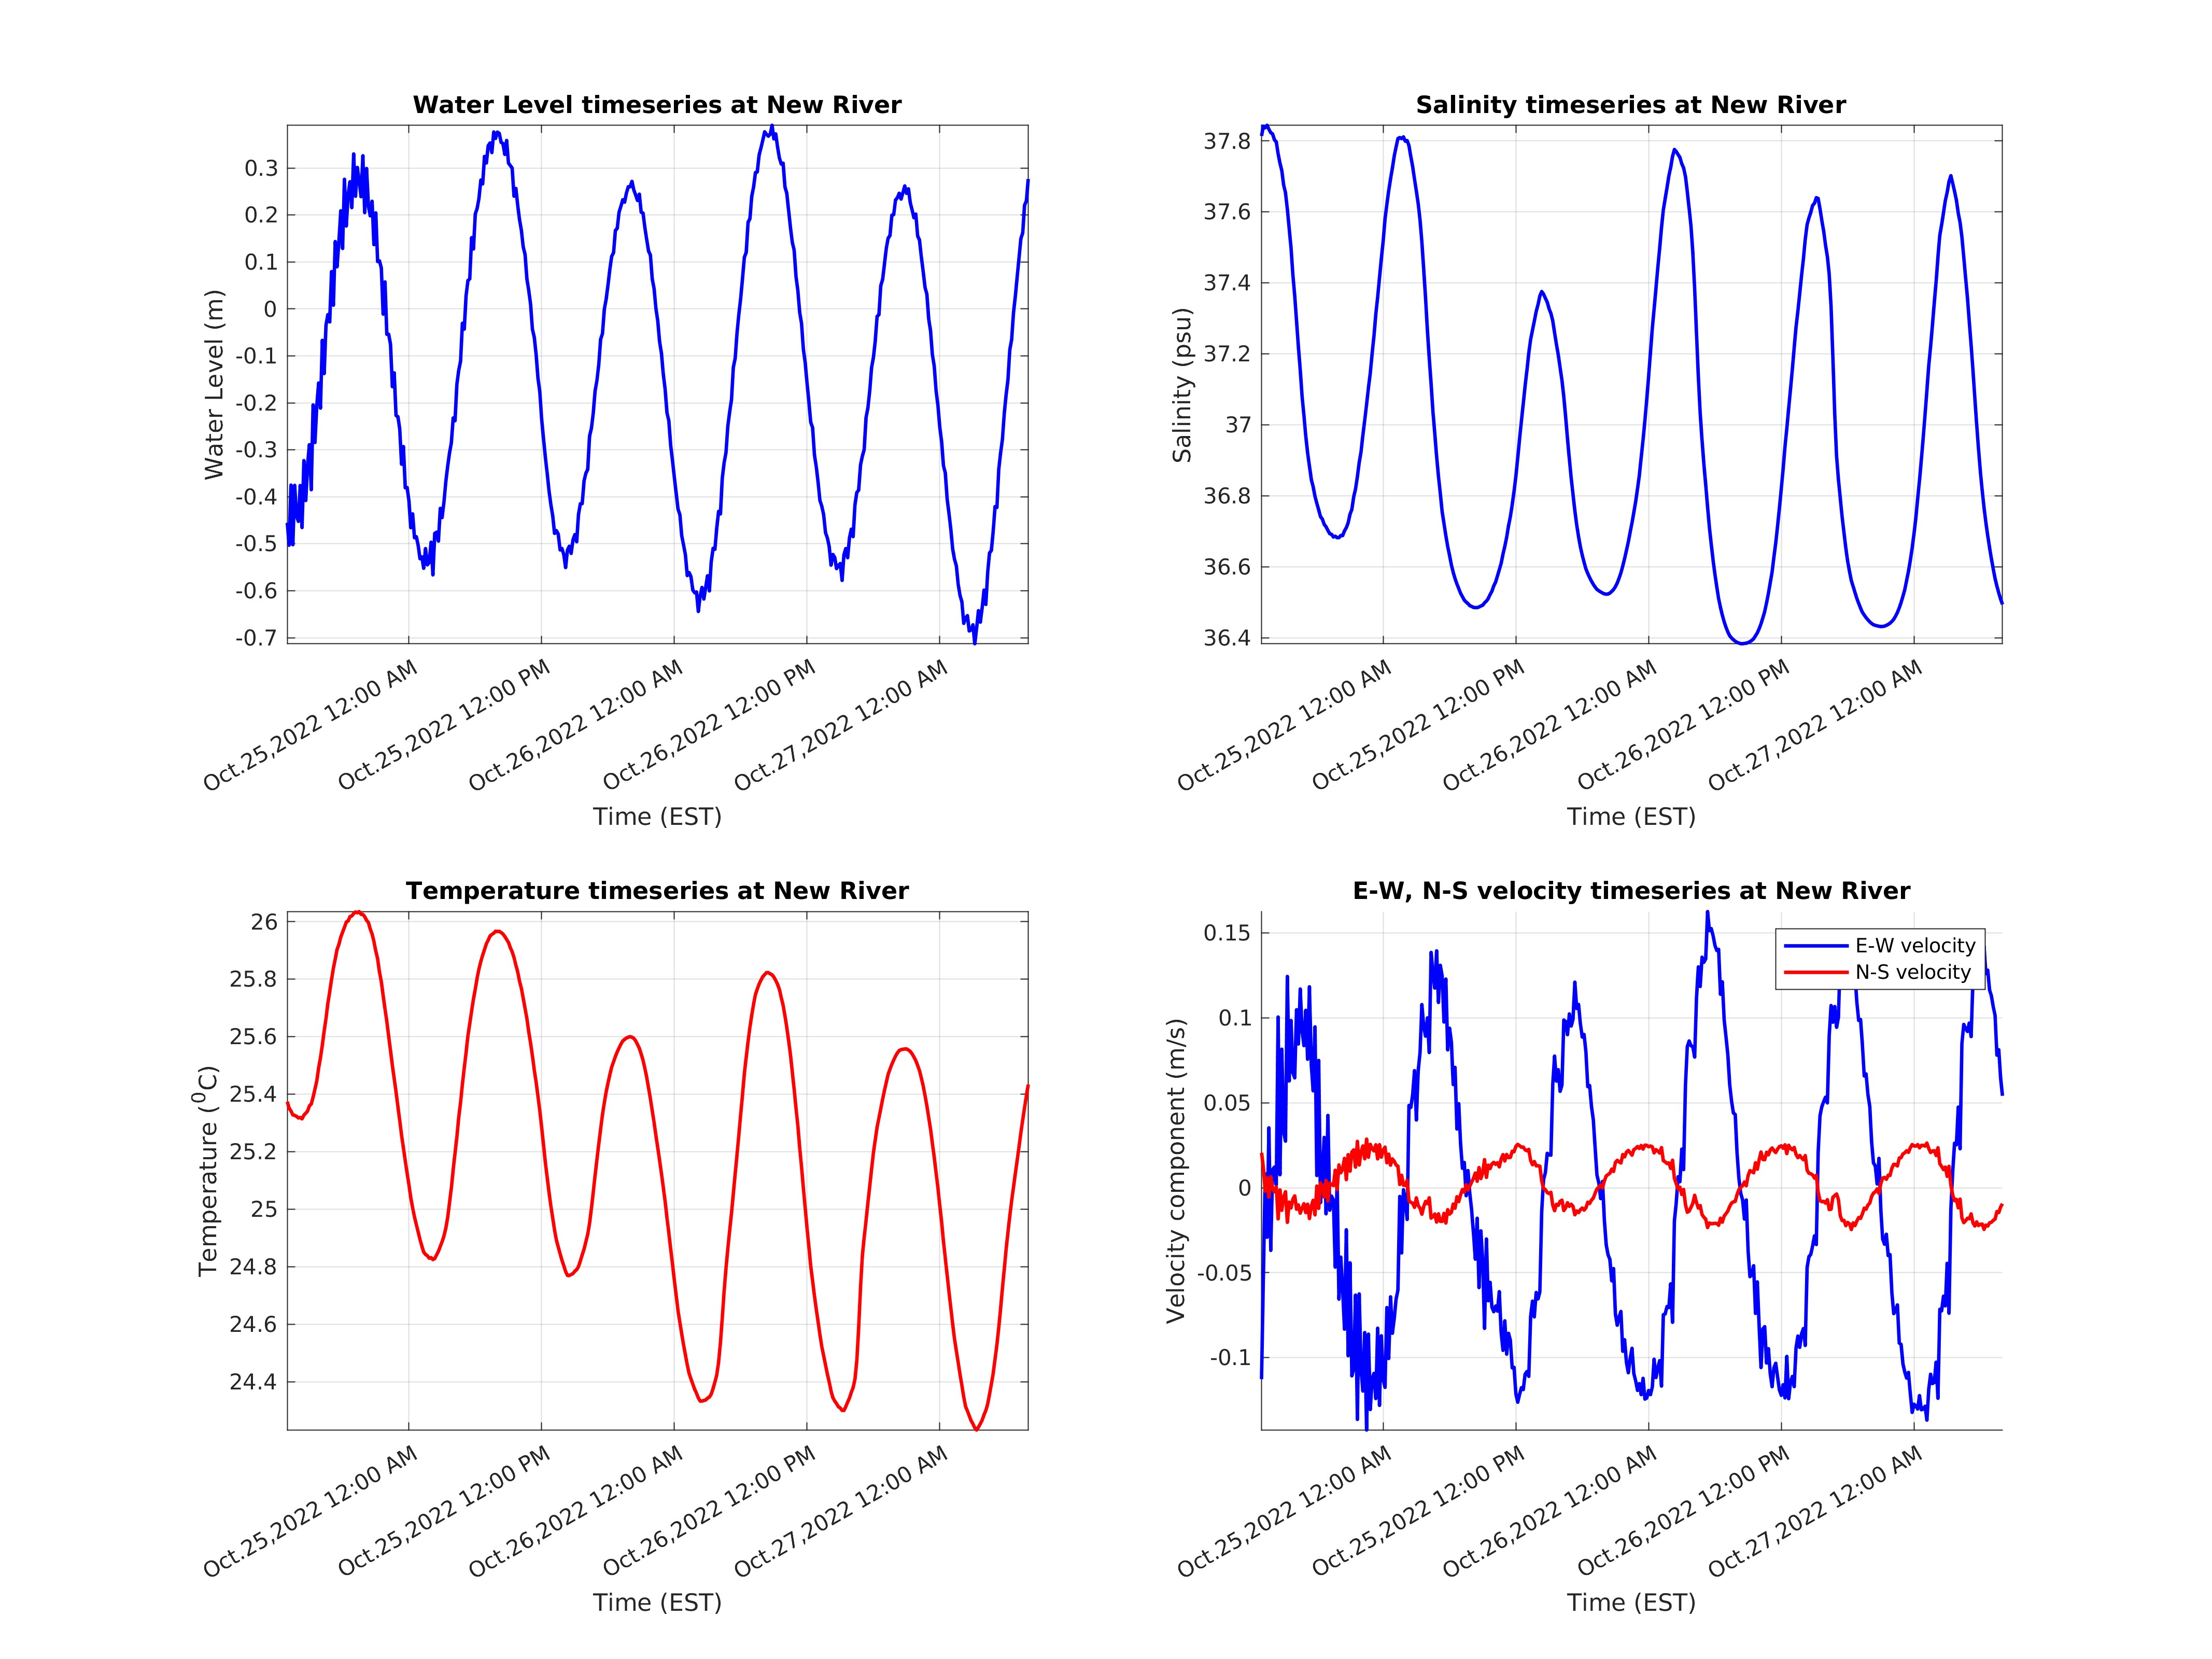 Water Level timeseries at New River
Water Level (m)
0.3
0.2
0.1
0
-0.1
-0.2
-0.3
-0.4
-0.5
-0.6
-0.7
Oct.25,2022 12:00 AM
Oct.25,2022 12:00 PM
Oct.26,2022 12:00 AM
Oct.26,2022 12:00 PM
Oct.27,2022 12:00 AM
Time (EST)
Salinity timeseries at New River
Salinity (psu)
37.8
37.6
37.4
37.2
37
36.8
36.6
36.4
Oct.25,2022 12:00 AM
Oct.25,2022 12:00 PM
Oct.26,2022 12:00 AM
Oct.26,2022 12:00 PM
Oct.27,2022 12:00 AM
Time (EST)
Temperature timeseries at New River
Temperature (⁰C)
26
25.8
25.6
25.4
25.2
25
24.8
24.6
24.4
Oct.25,2022 12:00 AM
Oct.25,2022 12:00 PM
Oct.26,2022 12:00 AM
Oct.26,2022 12:00 PM
Oct.27,2022 12:00 AM
Time (EST)
E-W, N-S velocity timeseries at New River
Velocity component (m/s)
0.15
0.1
0.05
0
-0.05
-0.1
E-W velocity
N-S velocity
Oct.25,2022 12:00 AM
Oct.25,2022 12:00 PM
Oct.26,2022 12:00 AM
Oct.26,2022 12:00 PM
Oct.27,2022 12:00 AM
Time (EST)